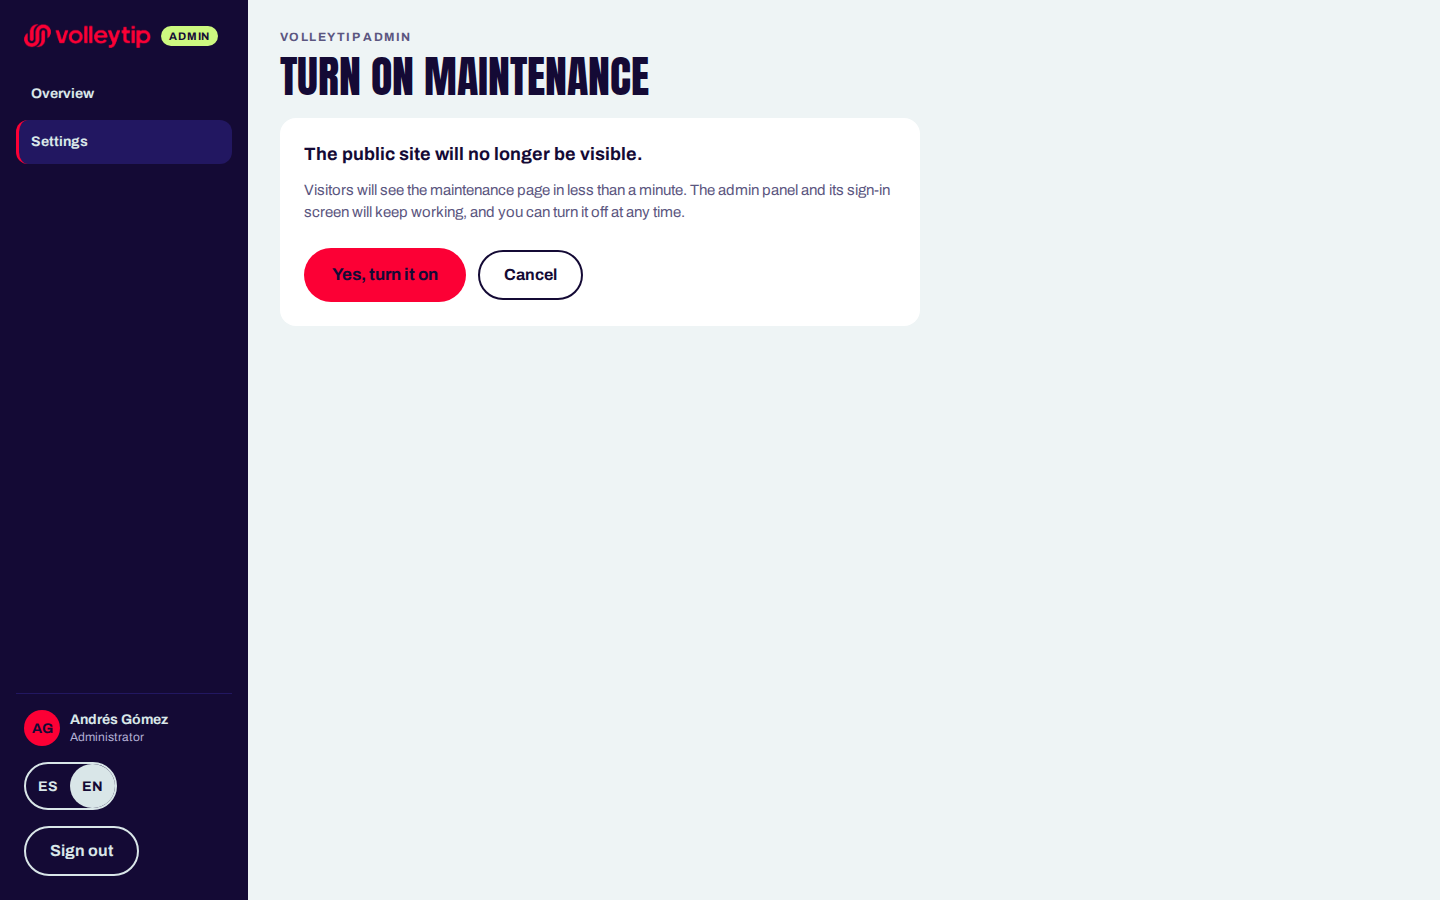 volleytip ADMIN
Overview
Settings
Andrés Gómez
AG
Administrator
ES EN
Sign out
VOLLEYTIP ADMIN
TURN ON MAINTENANCE
The public site will no longer be visible.
Visitors will see the maintenance page in less than a minute. The admin panel and its sign-in
screen will keep working, and you can turn it off at any time.
Yes, turn it on Cancel